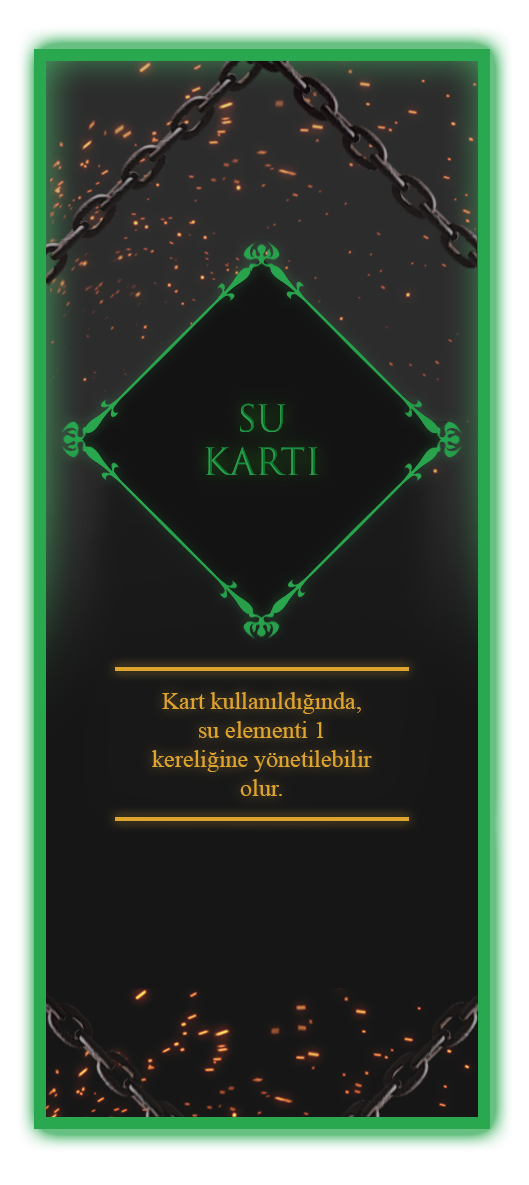 SU
KARTI
Kart kullanıldığında,
su elementi 1
kereliğine yönetilebilir
olur.